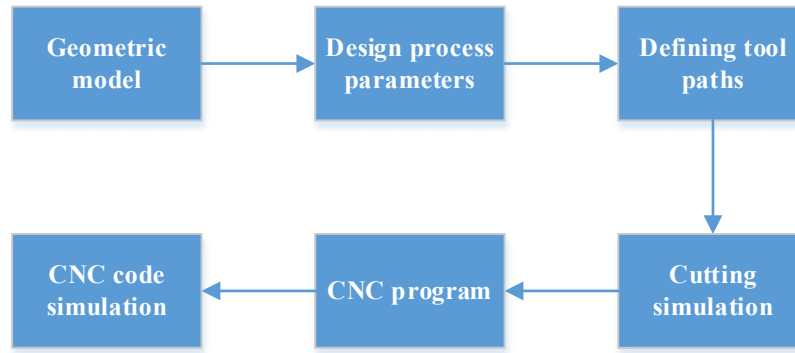 Geometric
model
Design process
parameters
Defining tool
paths
CNC code
simulation
CNC program
Cutting
simulation